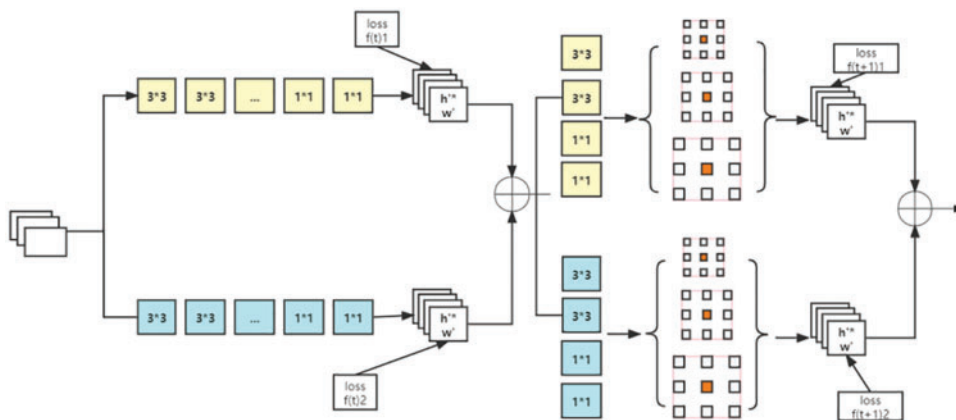 loss
f(t)1
3*3
3*3
...
1*1
1*1
h'*
w'
3*3
3*3
1*1
1*1
loss
f(t+1)1
h'*
w'
3*3
3*3
...
1*1
1*1
h'*
w'
loss
f(t)2
3*3
3*3
1*1
1*1
h'*
w'
loss
f(t+1)2